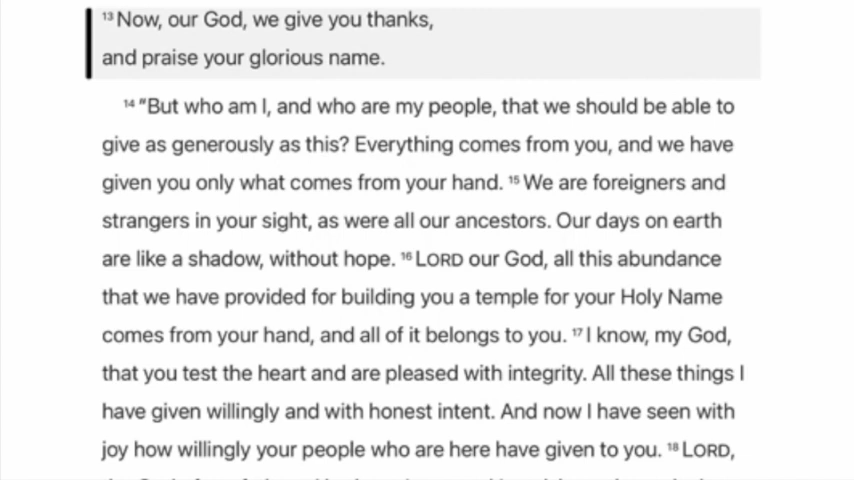 ¹³ Now, our God, we give you thanks,
and praise your glorious name.
¹⁴ "But who am I, and who are my people, that we should be able to
give as generously as this? Everything comes from you, and we have
given you only what comes from your hand. ¹⁵ We are foreigners and
strangers in your sight, as were all our ancestors. Our days on earth
are like a shadow, without hope. ¹⁶ LORD our God, all this abundance
that we have provided for building you a temple for your Holy Name
comes from your hand, and all of it belongs to you. ¹⁷ I know, my God,
that you test the heart and are pleased with integrity. All these things I
have given willingly and with honest intent. And now I have seen with
joy how willingly your people who are here have given to you. ¹⁸ LORD,